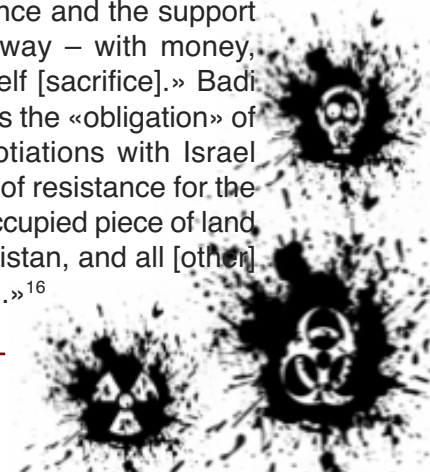 nce and the support
way – with money,
elf [sacrifice].» Badi
s the «obligation» of
otiations with Israel
of resistance for the
ccupied piece of land
istan, and all [other]
.»16